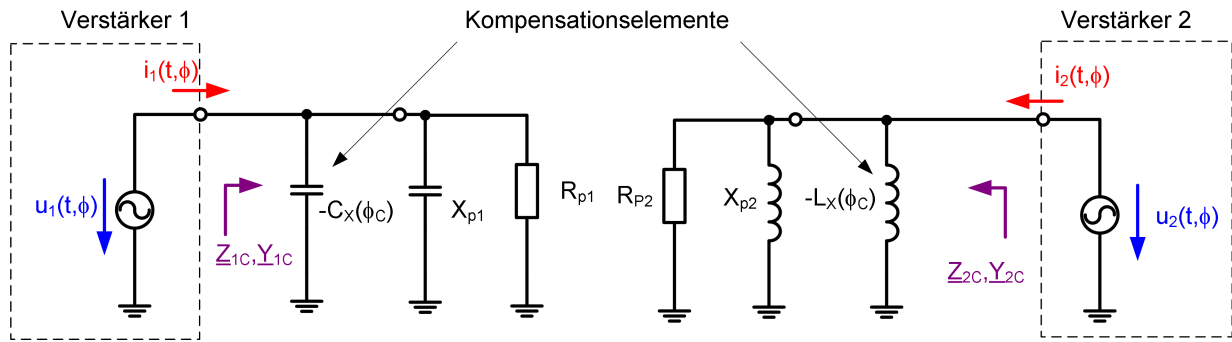 Verstärker 1
Kompensationselemente
Verstärker 2
i₁(t,ϕ)
i₂(t,ϕ)
u₁(t,ϕ)
Z₁C,Y₁C
-Cₓ(ϕC)
Xp1
Rp1
RP2
Xp2
-Lₓ(ϕC)
Z₂C,Y₂C
u₂(t,ϕ)